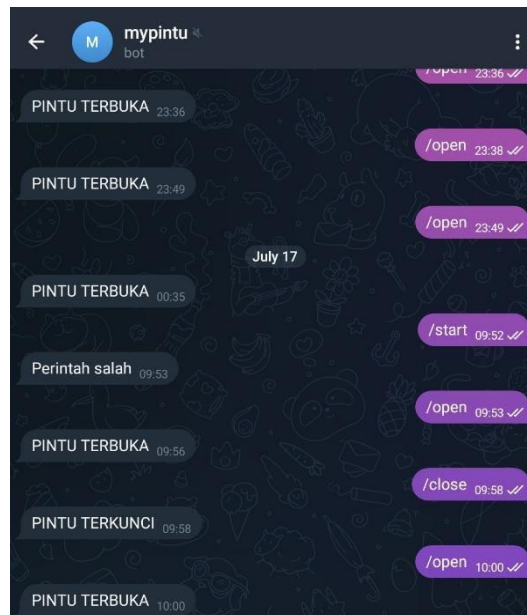 M
mypintu
bot
/open 23:36
PINTU TERBUKA 23:36
/open 23:38
PINTU TERBUKA 23:49
/open 23:49
July 17
PINTU TERBUKA 00:35
/start 09:52
Perintah salah 09:53
/open 09:53
PINTU TERBUKA 09:56
/close 09:58
PINTU TERKUNCI 09:58
/open 10:00
PINTU TERBUKA 10:00